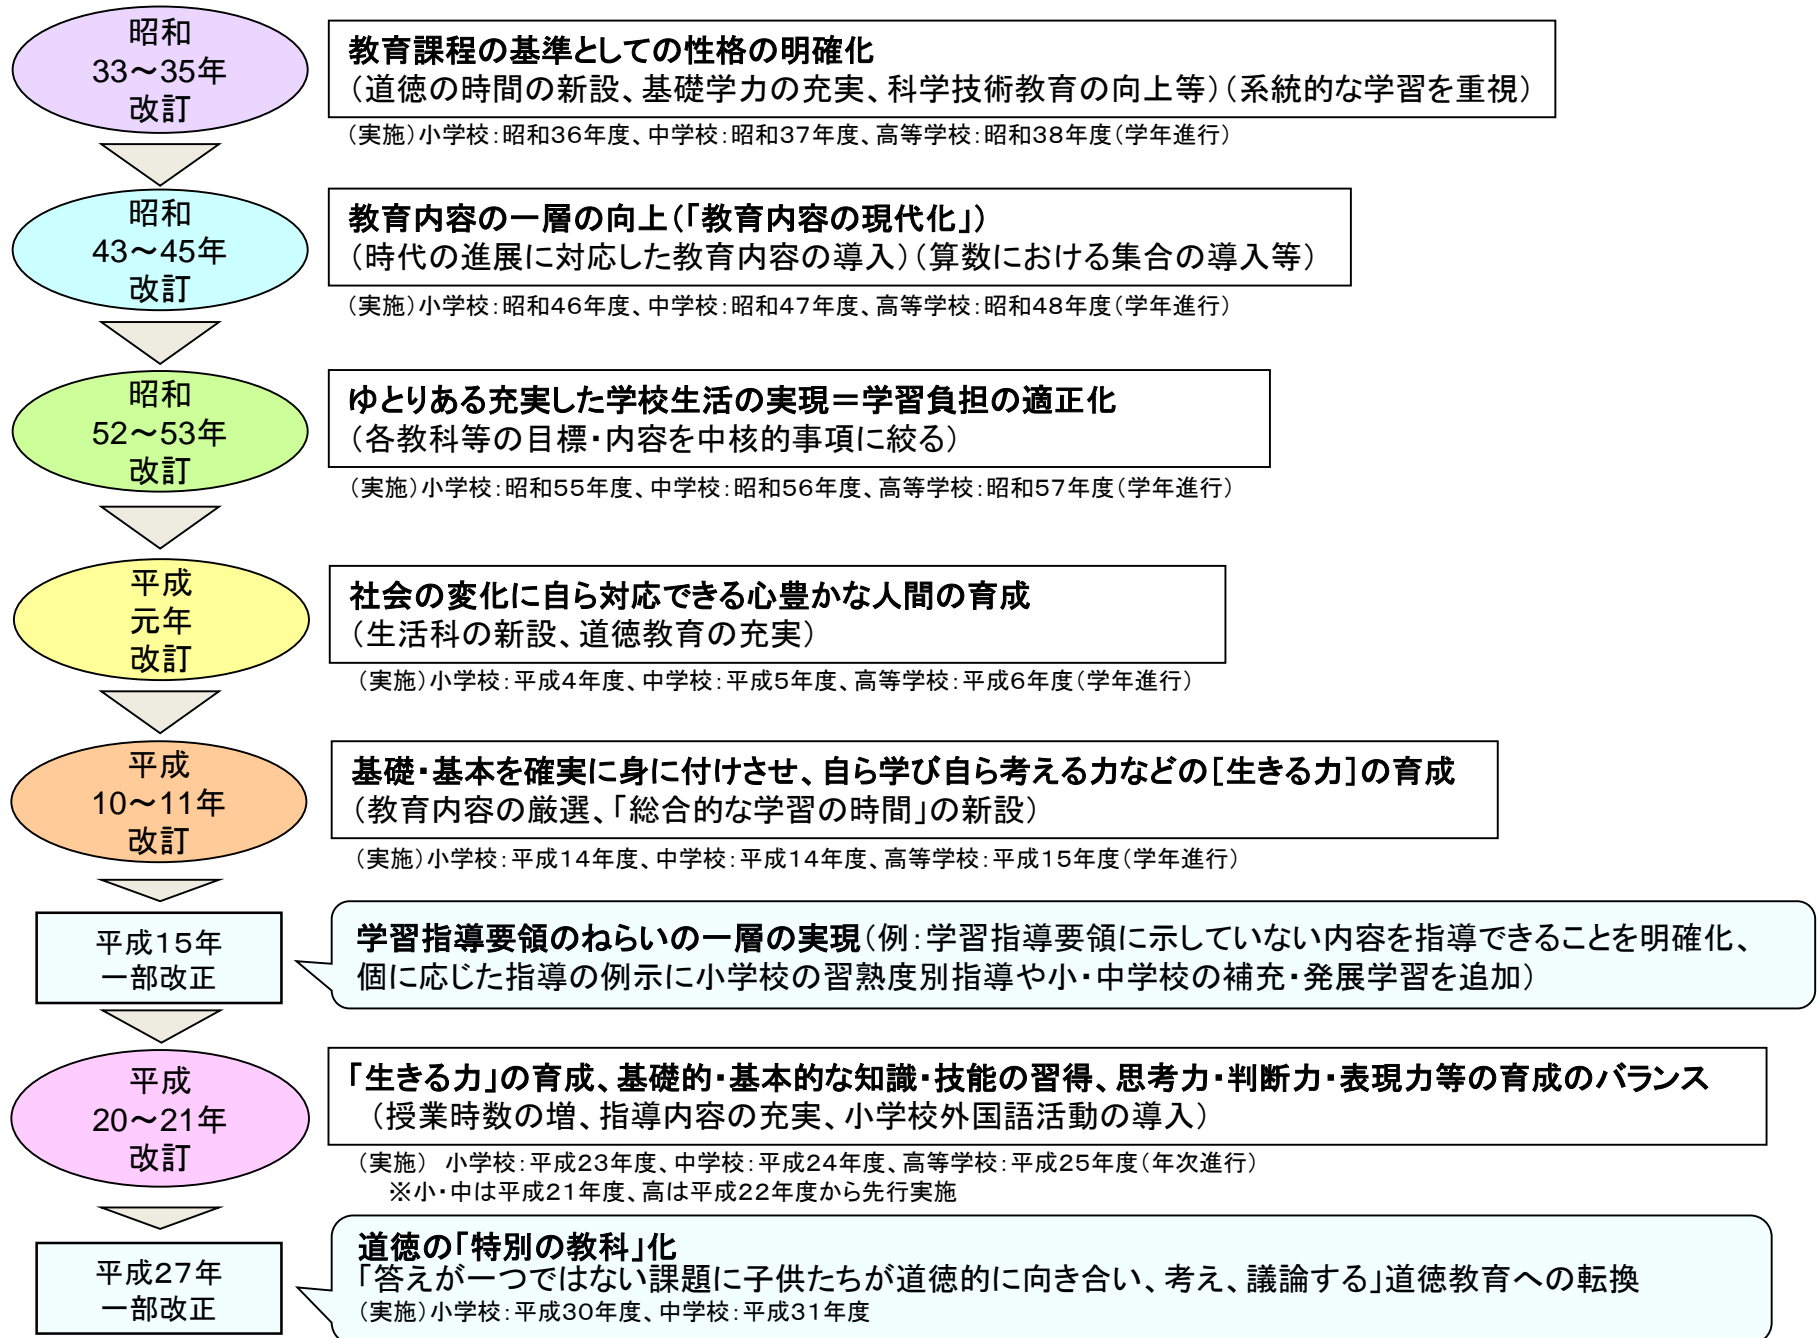 昭和
33～35年
改訂
教育課程の基準としての性格の明確化
（道徳の時間の新設、基礎学力の充実、科学技術教育の向上等）（系統的な学習を重視）
（実施）小学校：昭和36年度、中学校：昭和37年度、高等学校：昭和38年度（学年進行）
昭和
43～45年
改訂
教育内容の一層の向上（「教育内容の現代化」）
（時代の進展に対応した教育内容の導入）（算数における集合の導入等）
（実施）小学校：昭和46年度、中学校：昭和47年度、高等学校：昭和48年度（学年進行）
昭和
52～53年
改訂
ゆとりある充実した学校生活の実現＝学習負担の適正化
（各教科等の目標・内容を中核的事項に絞る）
（実施）小学校：昭和55年度、中学校：昭和56年度、高等学校：昭和57年度（学年進行）
平成
元年
改訂
社会の変化に自ら対応できる心豊かな人間の育成
（生活科の新設、道徳教育の充実）
（実施）小学校：平成4年度、中学校：平成5年度、高等学校：平成6年度（学年進行）
平成
10～11年
改訂
基礎・基本を確実に身に付けさせ、自ら学び自ら考える力などの［生きる力］の育成
（教育内容の厳選、「総合的な学習の時間」の新設）
（実施）小学校：平成14年度、中学校：平成14年度、高等学校：平成15年度（学年進行）
平成15年
一部改正
学習指導要領のねらいの一層の実現（例：学習指導要領に示していない内容を指導できることを明確化、
個に応じた指導の例示に小学校の習熟度別指導や小・中学校の補充・発展学習を追加）
平成
20～21年
改訂
「生きる力」の育成、基礎的・基本的な知識・技能の習得、思考力・判断力・表現力等の育成のバランス
（授業時数の増、指導内容の充実、小学校外国語活動の導入）
（実施）　小学校：平成23年度、中学校：平成24年度、高等学校：平成25年度（年次進行）
※小・中は平成21年度、高は平成22年度から先行実施
平成27年
一部改正
道徳の「特別の教科」化
「答えが一つではない課題に子供たちが道徳的に向き合い、考え、議論する」道徳教育への転換
（実施）小学校：平成30年度、中学校：平成31年度